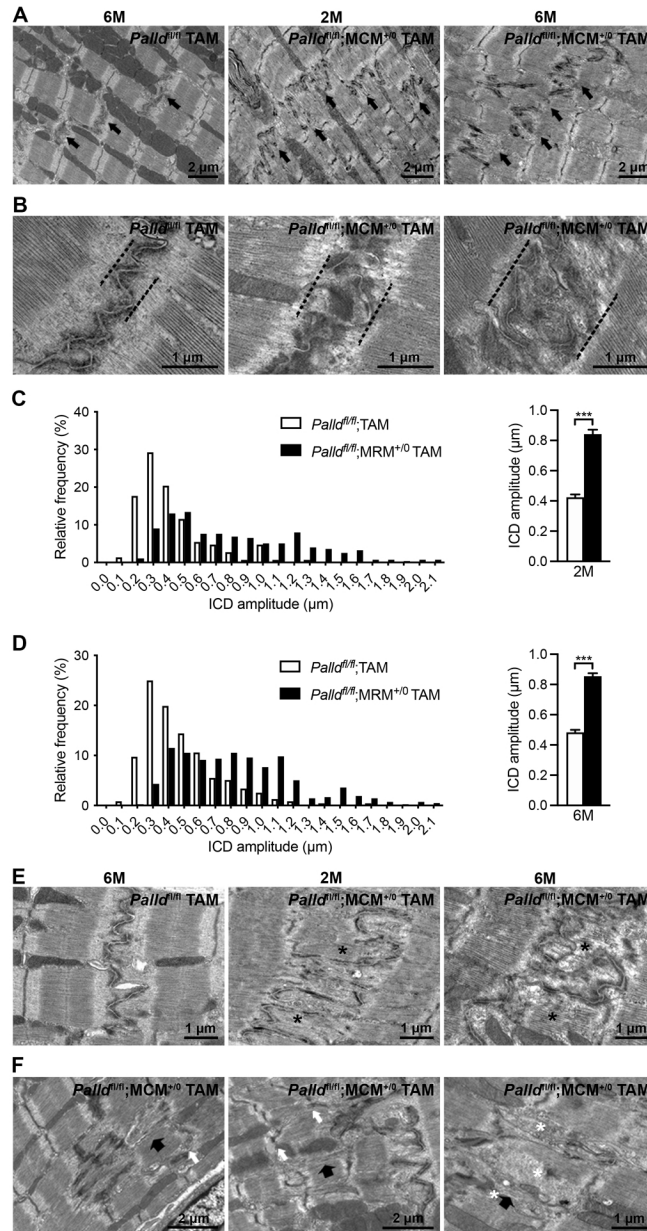 A
6M
2M
6M
Palld^fl/fl TAM
Palld^fl/fl;MCM^+/0 TAM
Palld^fl/fl;MCM^+/0 TAM
2 µm
2 µm
2 µm
B
Palld^fl/fl TAM
Palld^fl/fl;MCM^+/0 TAM
Palld^fl/fl;MCM^+/0 TAM
1 µm
1 µm
1 µm
C
Relative frequency (%)
40
30
20
10
0
Palld^fl/fl;TAM
Palld^fl/fl;MRM^+/0 TAM
0.0 0.1 0.2 0.3 0.4 0.5 0.6 0.7 0.8 0.9 1.0 1.1 1.2 1.3 1.4 1.5 1.6 1.7 1.8 1.9 2.0 2.1
ICD amplitude (µm)
ICD amplitude (µm)
1.0
0.8
0.6
0.4
0.2
0.0
***
2M
D
Relative frequency (%)
30
20
10
0
Palld^fl/fl;TAM
Palld^fl/fl;MRM^+/0 TAM
0.0 0.1 0.2 0.3 0.4 0.5 0.6 0.7 0.8 0.9 1.0 1.1 1.2 1.3 1.4 1.5 1.6 1.7 1.8 1.9 2.0 2.1
ICD amplitude (µm)
ICD amplitude (µm)
1.0
0.8
0.6
0.4
0.2
0.0
***
6M
E
6M
2M
6M
Palld^fl/fl TAM
Palld^fl/fl;MCM^+/0 TAM
Palld^fl/fl;MCM^+/0 TAM
*
*
*
*
1 µm
1 µm
1 µm
F
Palld^fl/fl;MCM^+/0 TAM
Palld^fl/fl;MCM^+/0 TAM
Palld^fl/fl;MCM^+/0 TAM
*
*
*
2 µm
2 µm
1 µm